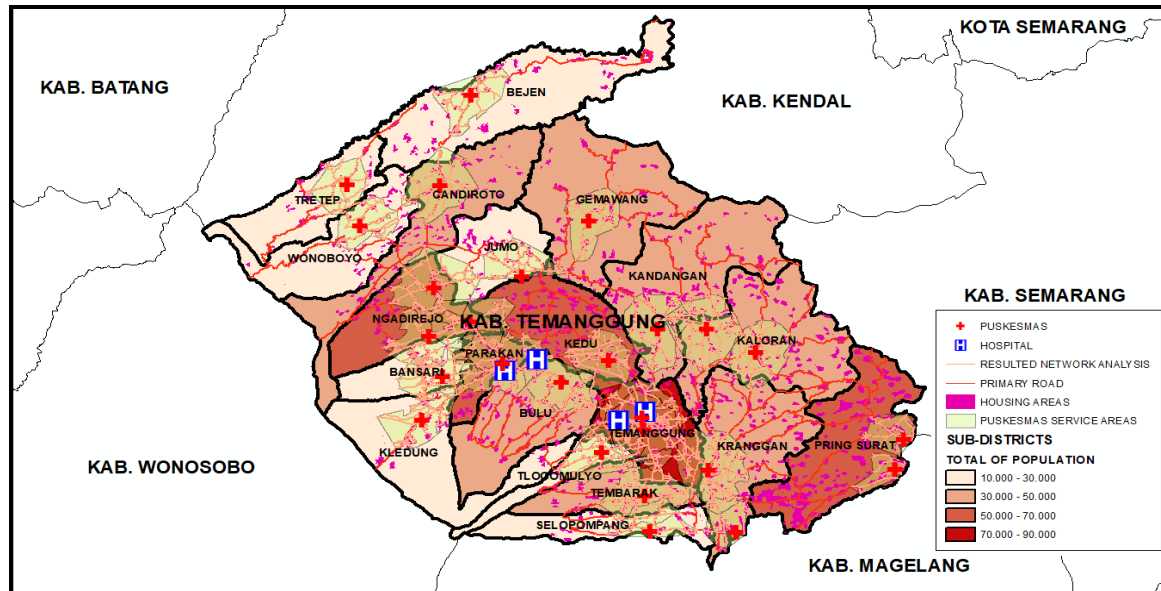 KOTA SEMARANG
KAB. BATANG
BEJEN
KAB. KENDAL
TRETEP
CANDIROTO
GEMAWANG
WONOBOYO
JUMO
KANDANGAN
NGADIREJO
KAB. TEMANGGUNG
KAB. SEMARANG
PARAKAN
KEDU
KALORAN
BANSARI
BULU
TEMANGGUNG
KLEDUNG
KRANGGAN
PRING SURAT
KAB. WONOSOBO
TLOGOMULYO
TEMBARAK
SELOPOMPANG
KAB. MAGELANG
PUSKESMAS
H HOSPITAL
RESULTED NETWORK ANALYSIS
PRIMARY ROAD
HOUSING AREAS
PUSKESMAS SERVICE AREAS
SUB-DISTRICTS
TOTAL OF POPULATION
10.000 - 30.000
30.000 - 50.000
50.000 - 70.000
70.000 - 90.000
H
H
H
H